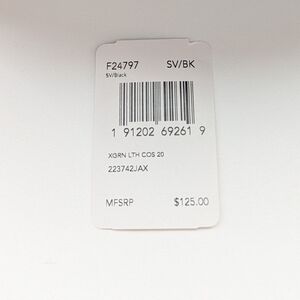 F24797 SV/BK
SV/Black
1 91202 69261 9
XGRN LTH COS 20
223742JAX
MFSRP $125.00